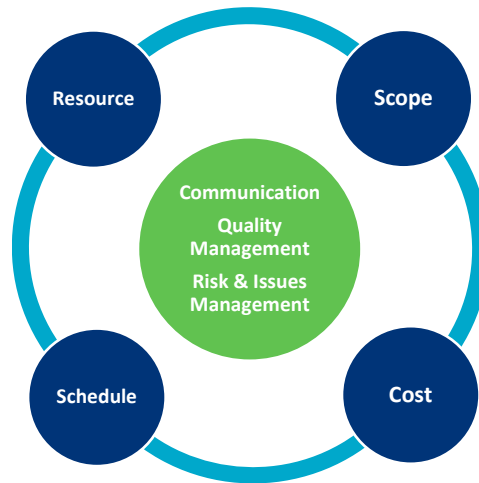 Resource
Scope
Communication
Quality
Management
Risk & Issues
Management
Schedule
Cost